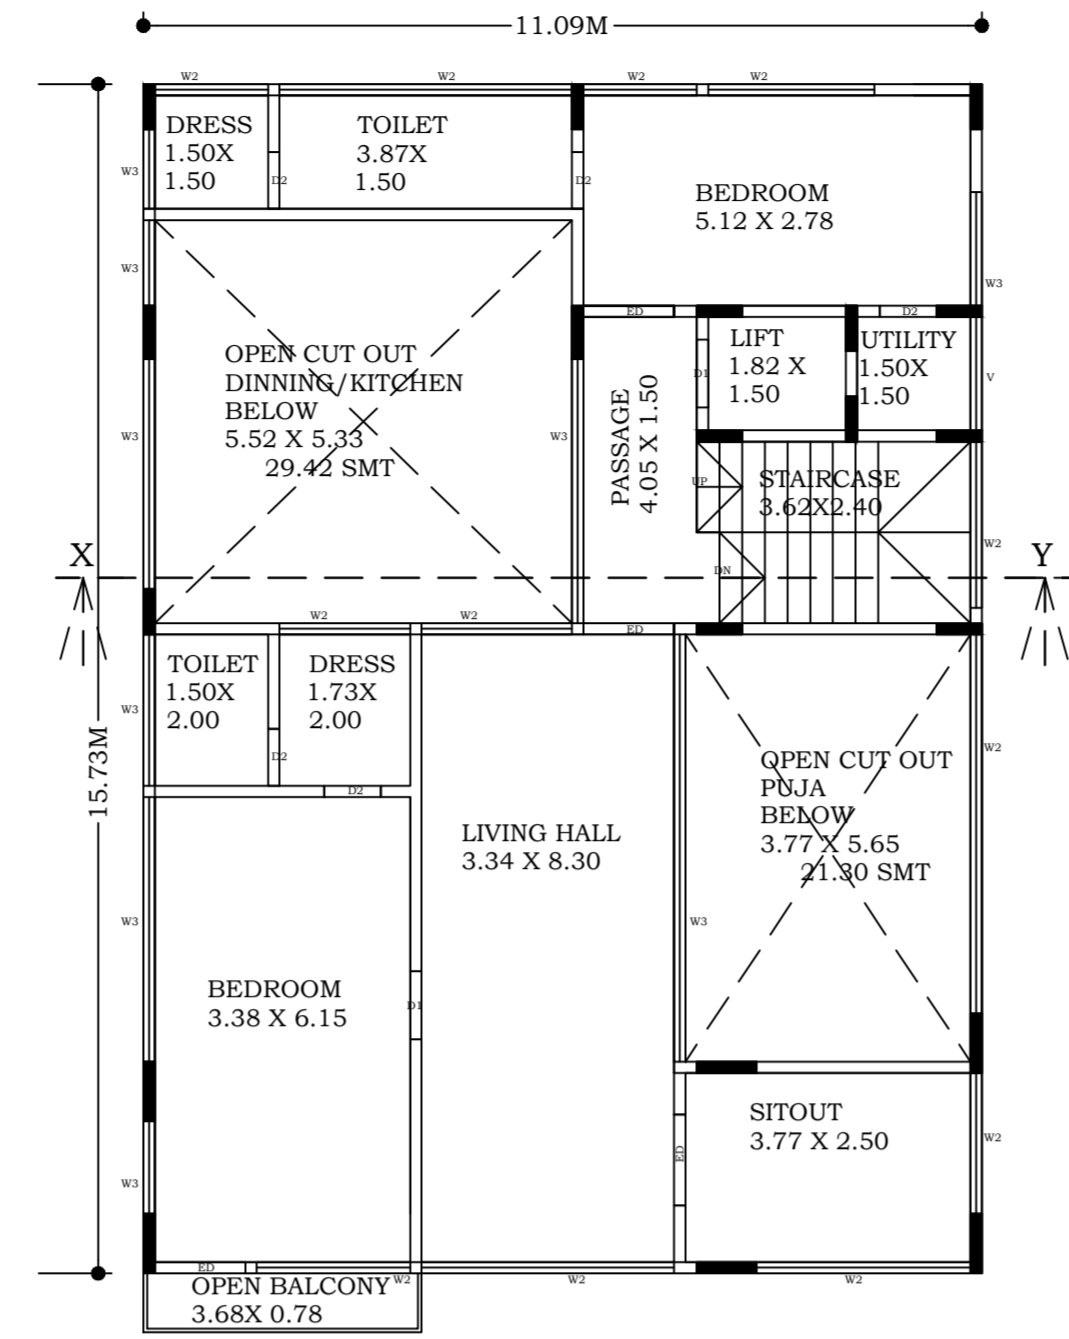 11.09M
W2
W2
W2
W2
DRESS
1.50X
1.50
TOILET
3.87X
1.50
W3
D2
D2
BEDROOM
5.12 X 2.78
W3
W3
ED
D2
OPEN CUT OUT
DINNING/KITCHEN
BELOW
5.52 X 5.33
29.42 SMT
W3
W3
PASSAGE
4.05 X 1.50
D1
LIFT
1.82 X
1.50
UTILITY
1.50X
1.50
V
UP
STAIRCASE
3.62X2.40
W2
DN
X
Y
W2
W2
ED
TOILET
1.50X
2.00
DRESS
1.73X
2.00
W3
D2
D2
15.73M
LIVING HALL
3.34 X 8.30
OPEN CUT OUT
PUJA
BELOW
3.77 X 5.65
21.30 SMT
W2
W3
W3
BEDROOM
3.38 X 6.15
D1
SITOUT
3.77 X 2.50
W2
ED
W3
ED
W2
W2
W2
OPEN BALCONY
3.68X 0.78